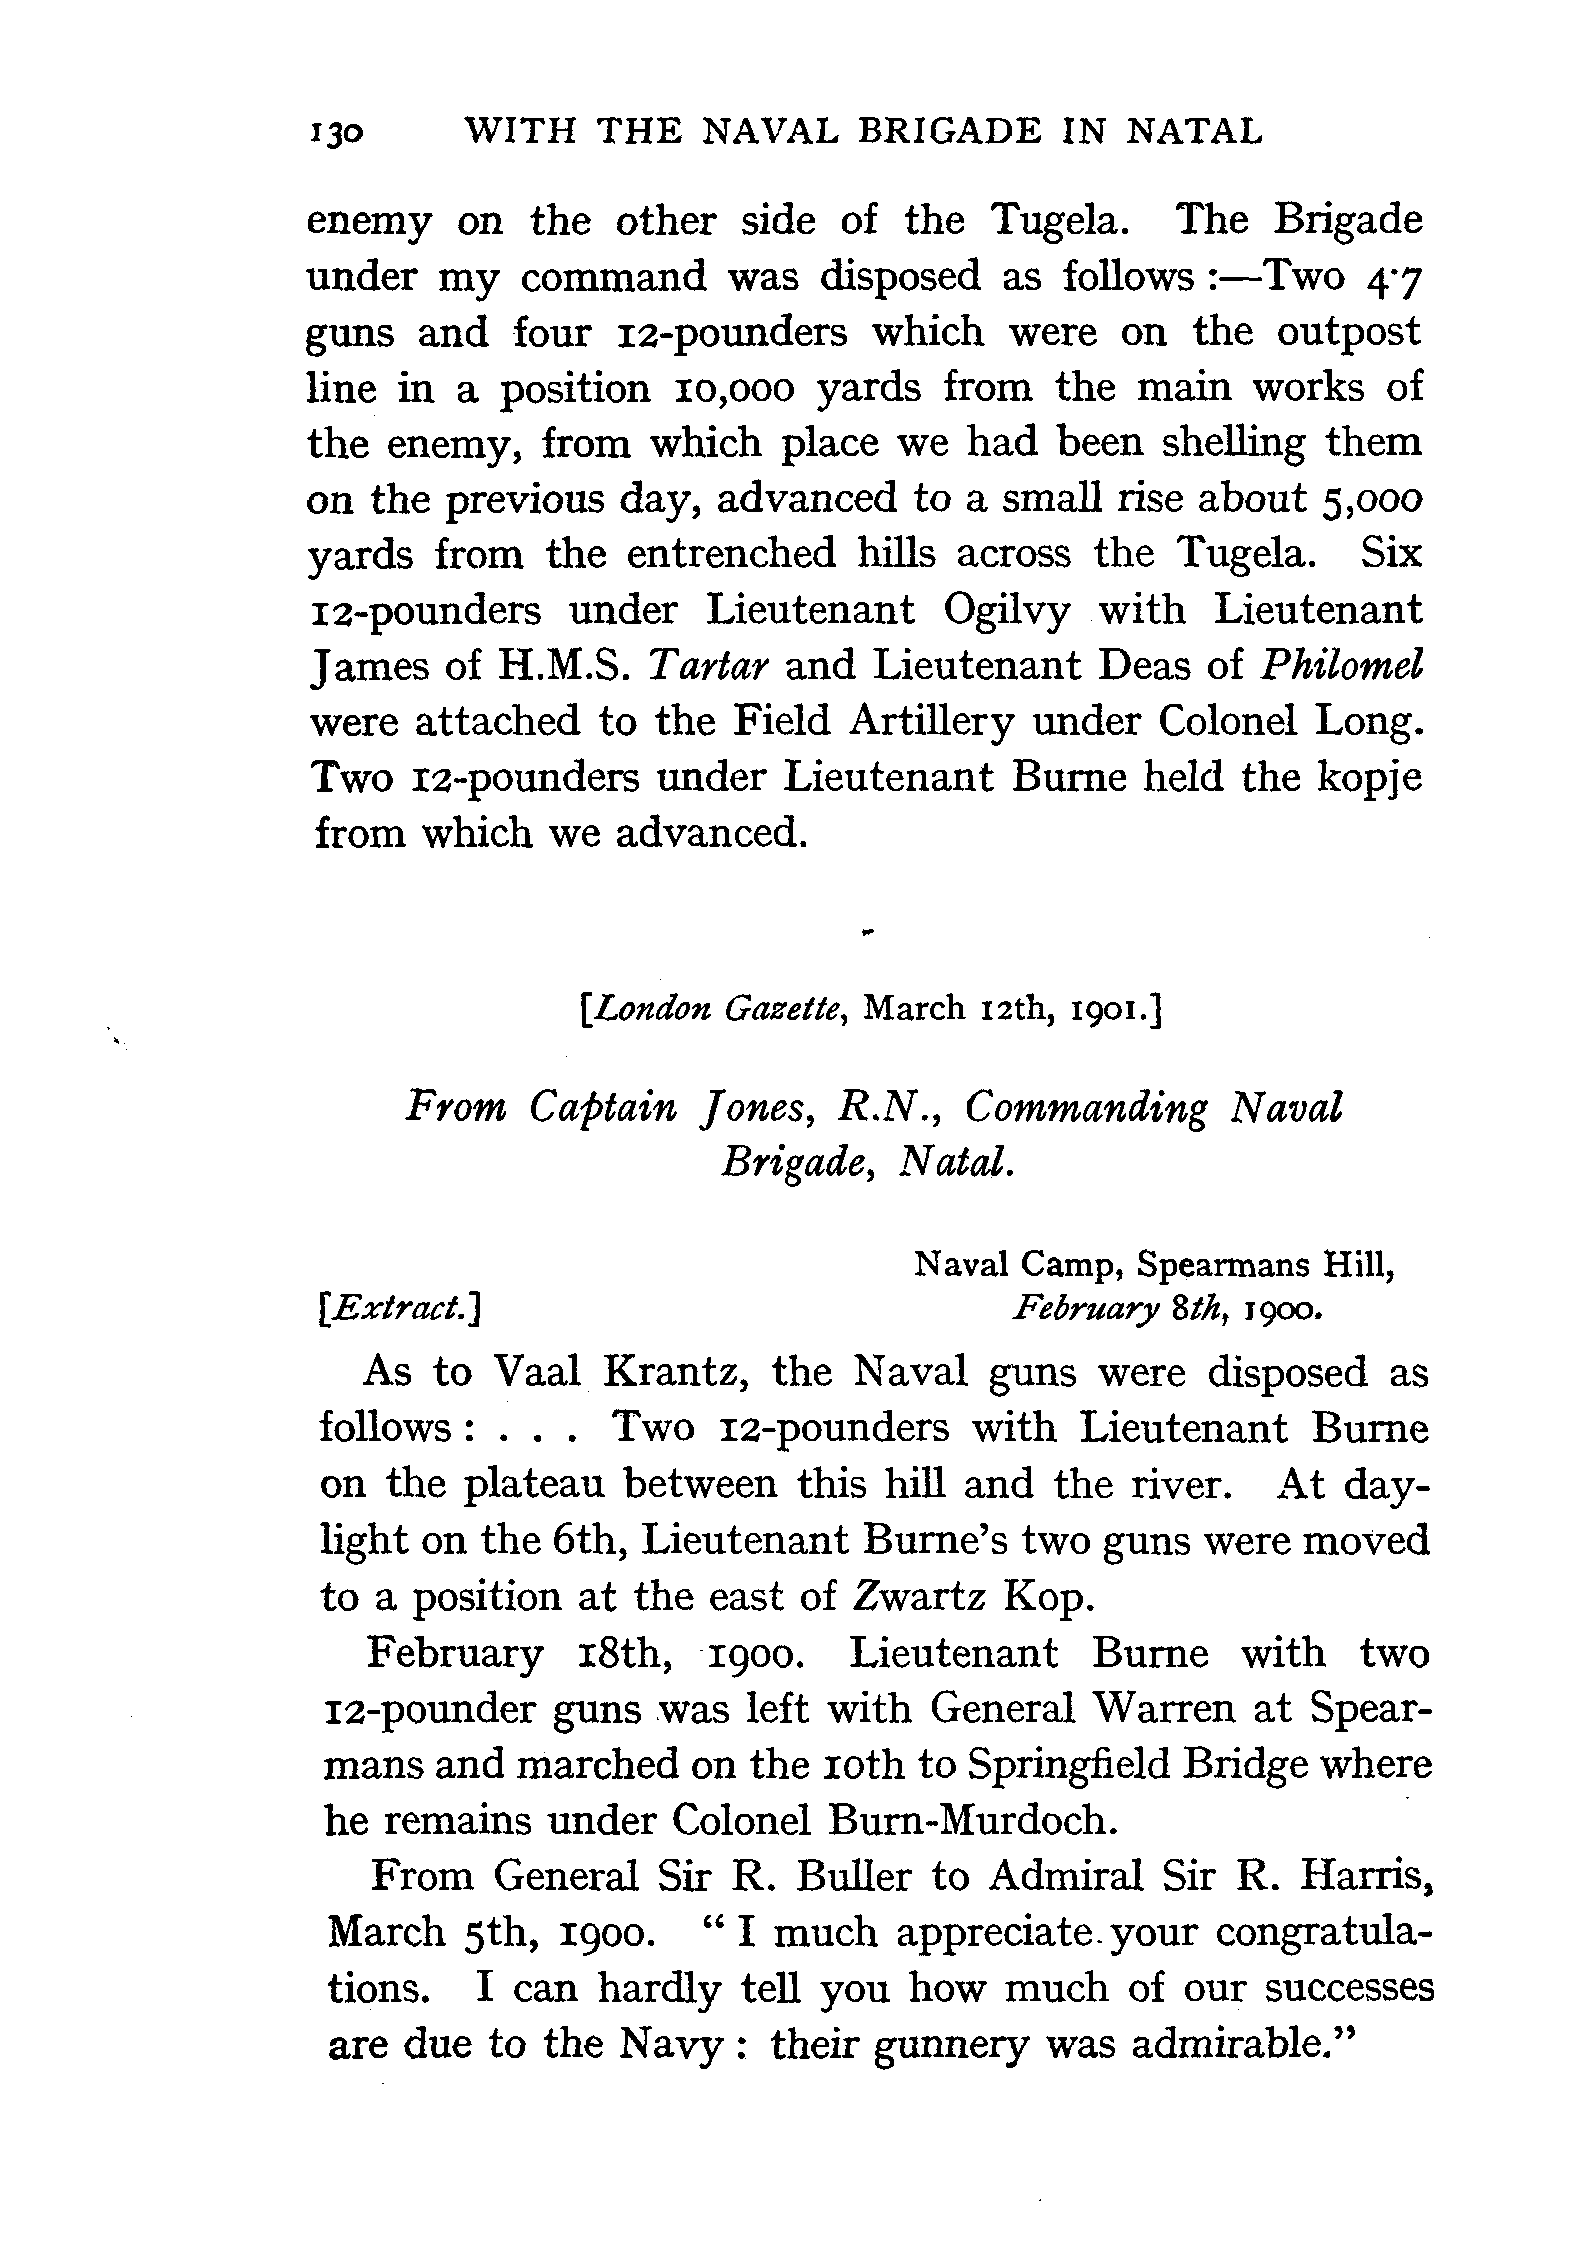 130 WITH THE NAVAL BRIGADE IN NATAL
enemy on the other side of the Tugela. The Brigade
under my command was disposed as follows :—Two 4·7
guns and four 12-pounders which were on the outpost
line in a position 10,000 yards from the main works of
the enemy, from which place we had been shelling them
on the previous day, advanced to a small rise about 5,000
yards from the entrenched hills across the Tugela. Six
12-pounders under Lieutenant Ogilvy with Lieutenant
James of H.M.S. Tartar and Lieutenant Deas of Philomel
were attached to the Field Artillery under Colonel Long.
Two 12-pounders under Lieutenant Burne held the kopje
from which we advanced.
[London Gazette, March 12th, 1901.]
From Captain Jones, R.N., Commanding Naval
Brigade, Natal.
Naval Camp, Spearmans Hill,
[Extract.] February 8th, 1900.
As to Vaal Krantz, the Naval guns were disposed as
follows : . . . Two 12-pounders with Lieutenant Burne
on the plateau between this hill and the river. At day-
light on the 6th, Lieutenant Burne's two guns were moved
to a position at the east of Zwartz Kop.
February 18th, 1900. Lieutenant Burne with two
12-pounder guns was left with General Warren at Spear-
mans and marched on the 10th to Springfield Bridge where
he remains under Colonel Burn-Murdoch.
From General Sir R. Buller to Admiral Sir R. Harris,
March 5th, 1900. “ I much appreciate your congratula-
tions. I can hardly tell you how much of our successes
are due to the Navy : their gunnery was admirable.”